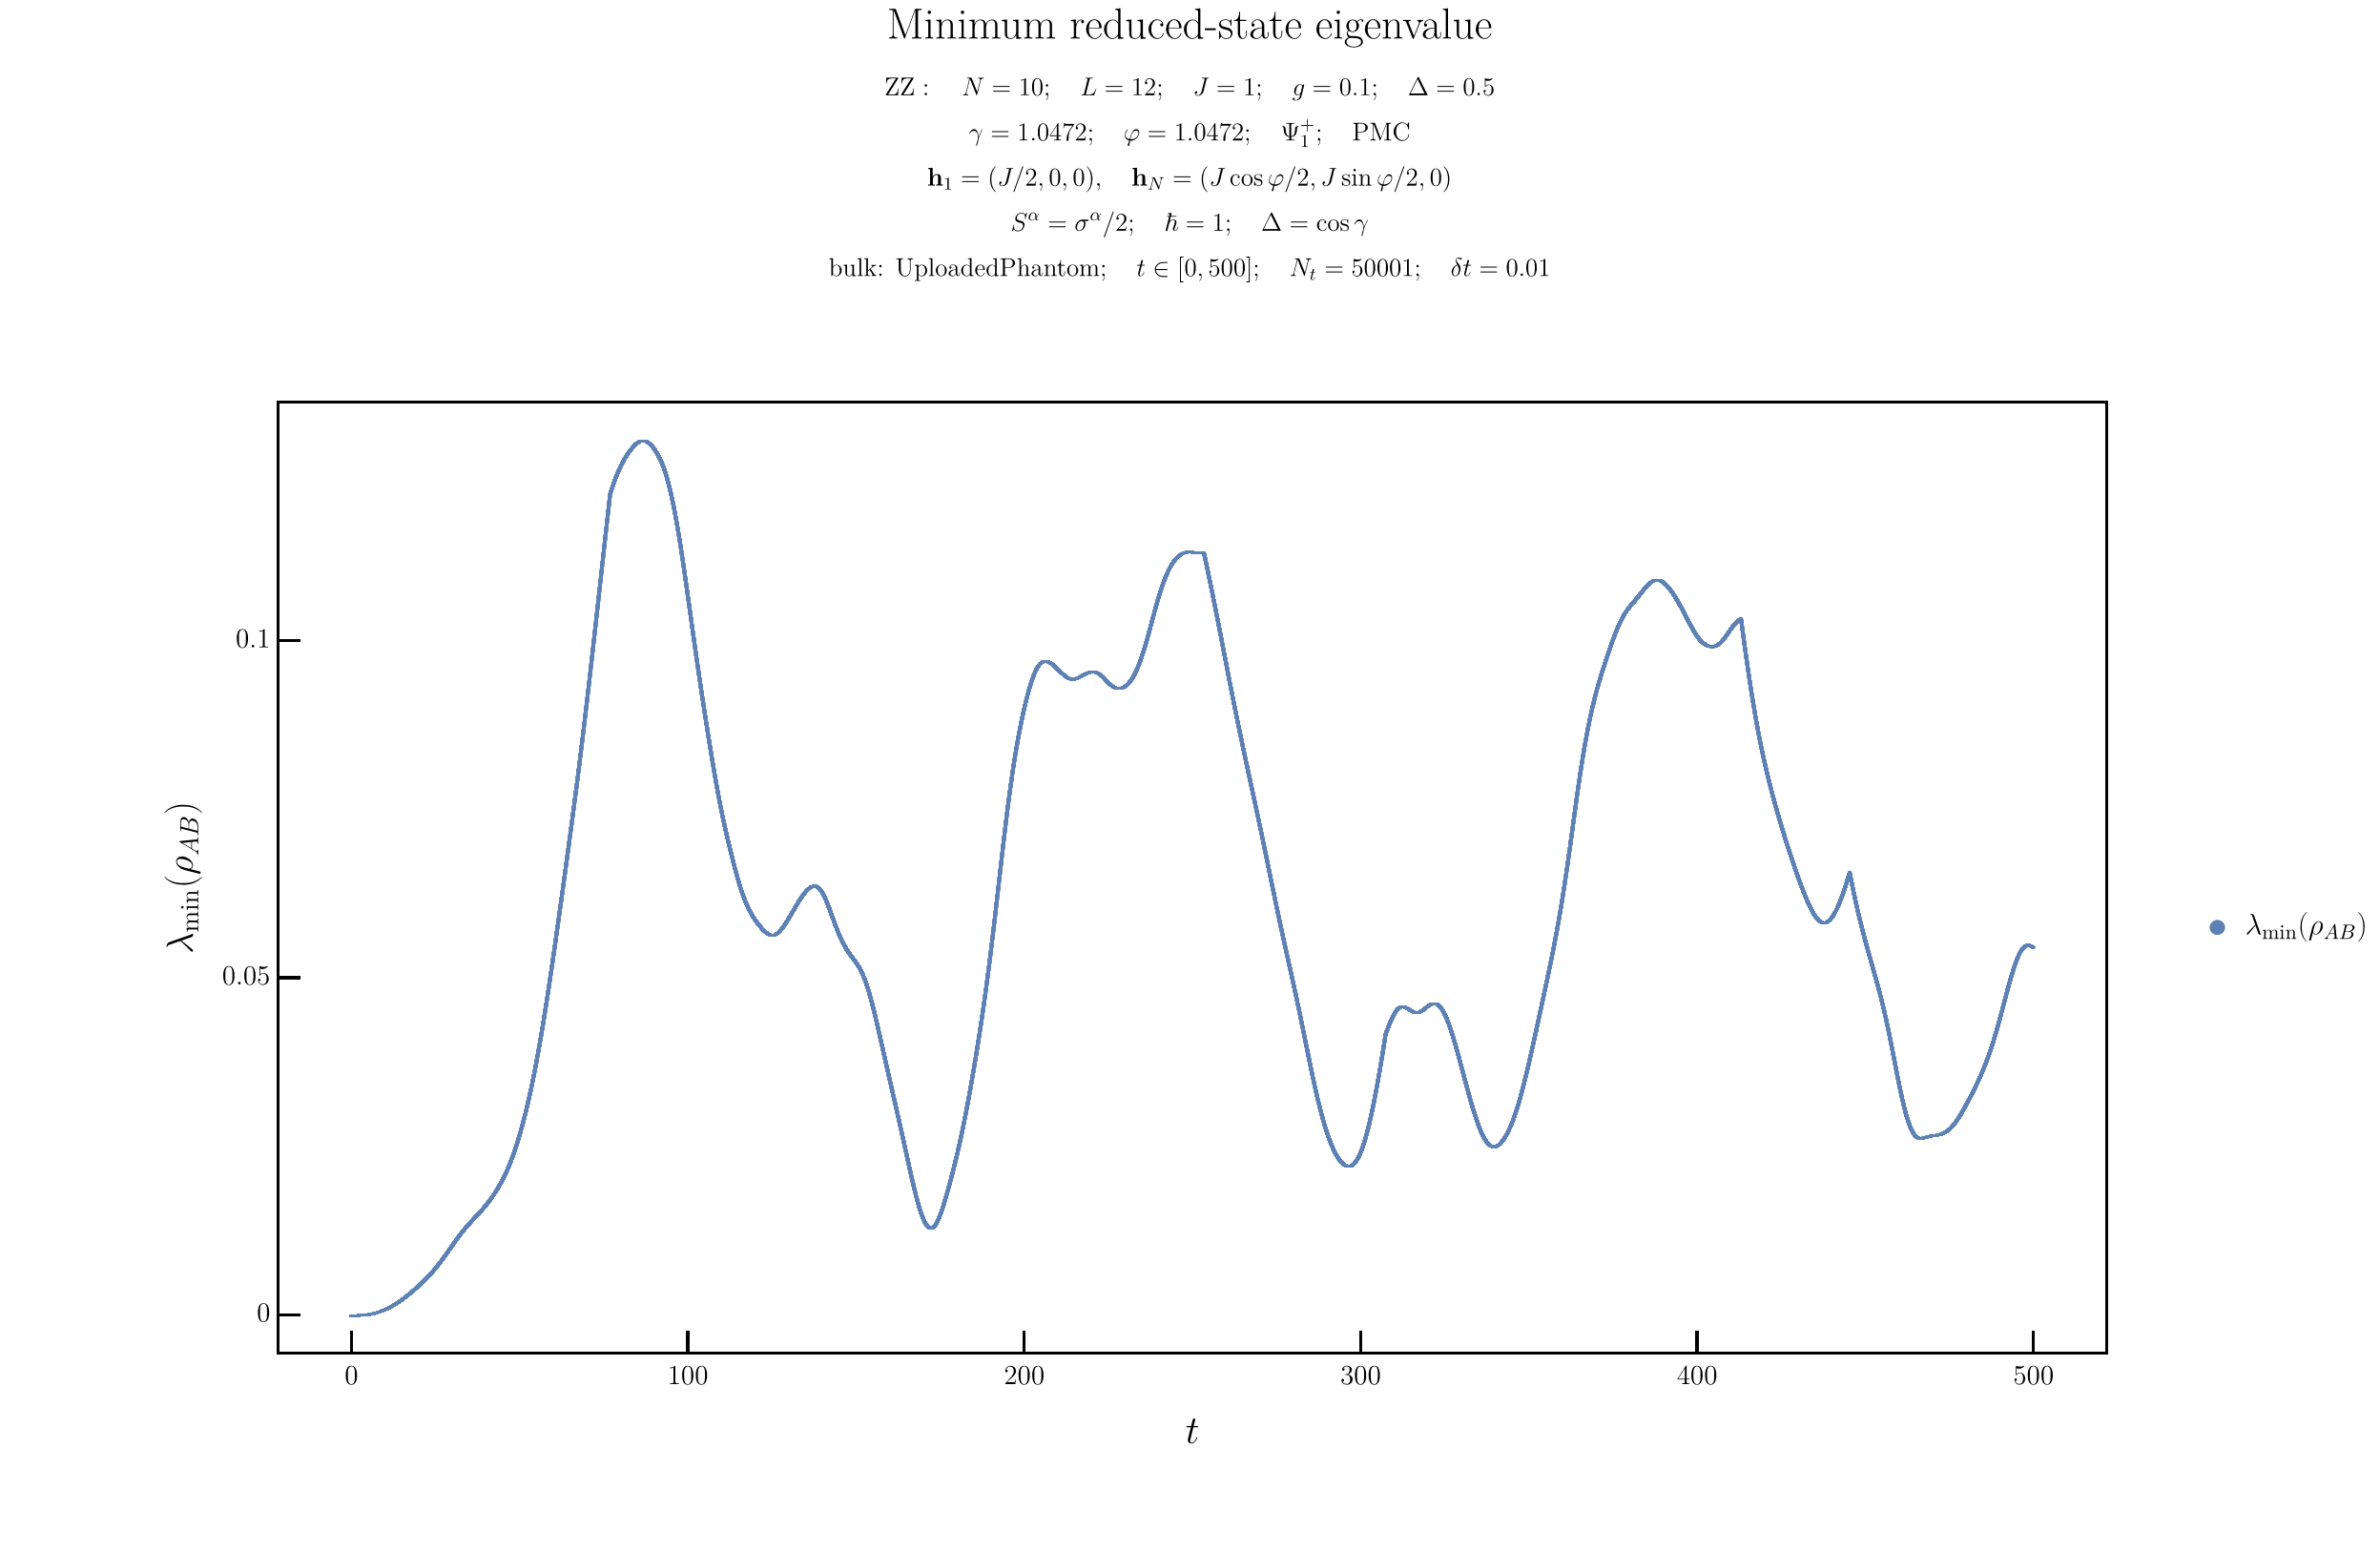 Minimum reduced-state eigenvalue
ZZ : N = 10; L = 12; J = 1; g = 0.1; Δ = 0.5
γ = 1.0472; φ = 1.0472; Ψ₁⁺; PMC
h₁ = (J/2, 0, 0), h_N = (J cos φ/2, J sin φ/2, 0)
S^α = σ^α/2; ħ = 1; Δ = cos γ
bulk: UploadedPhantom; t ∈ [0, 500]; N_t = 50001; δt = 0.01
0.1
0.05
0
λ_min(ρ_AB)
λ_min(ρ_AB)
0 100 200 300 400 500
t